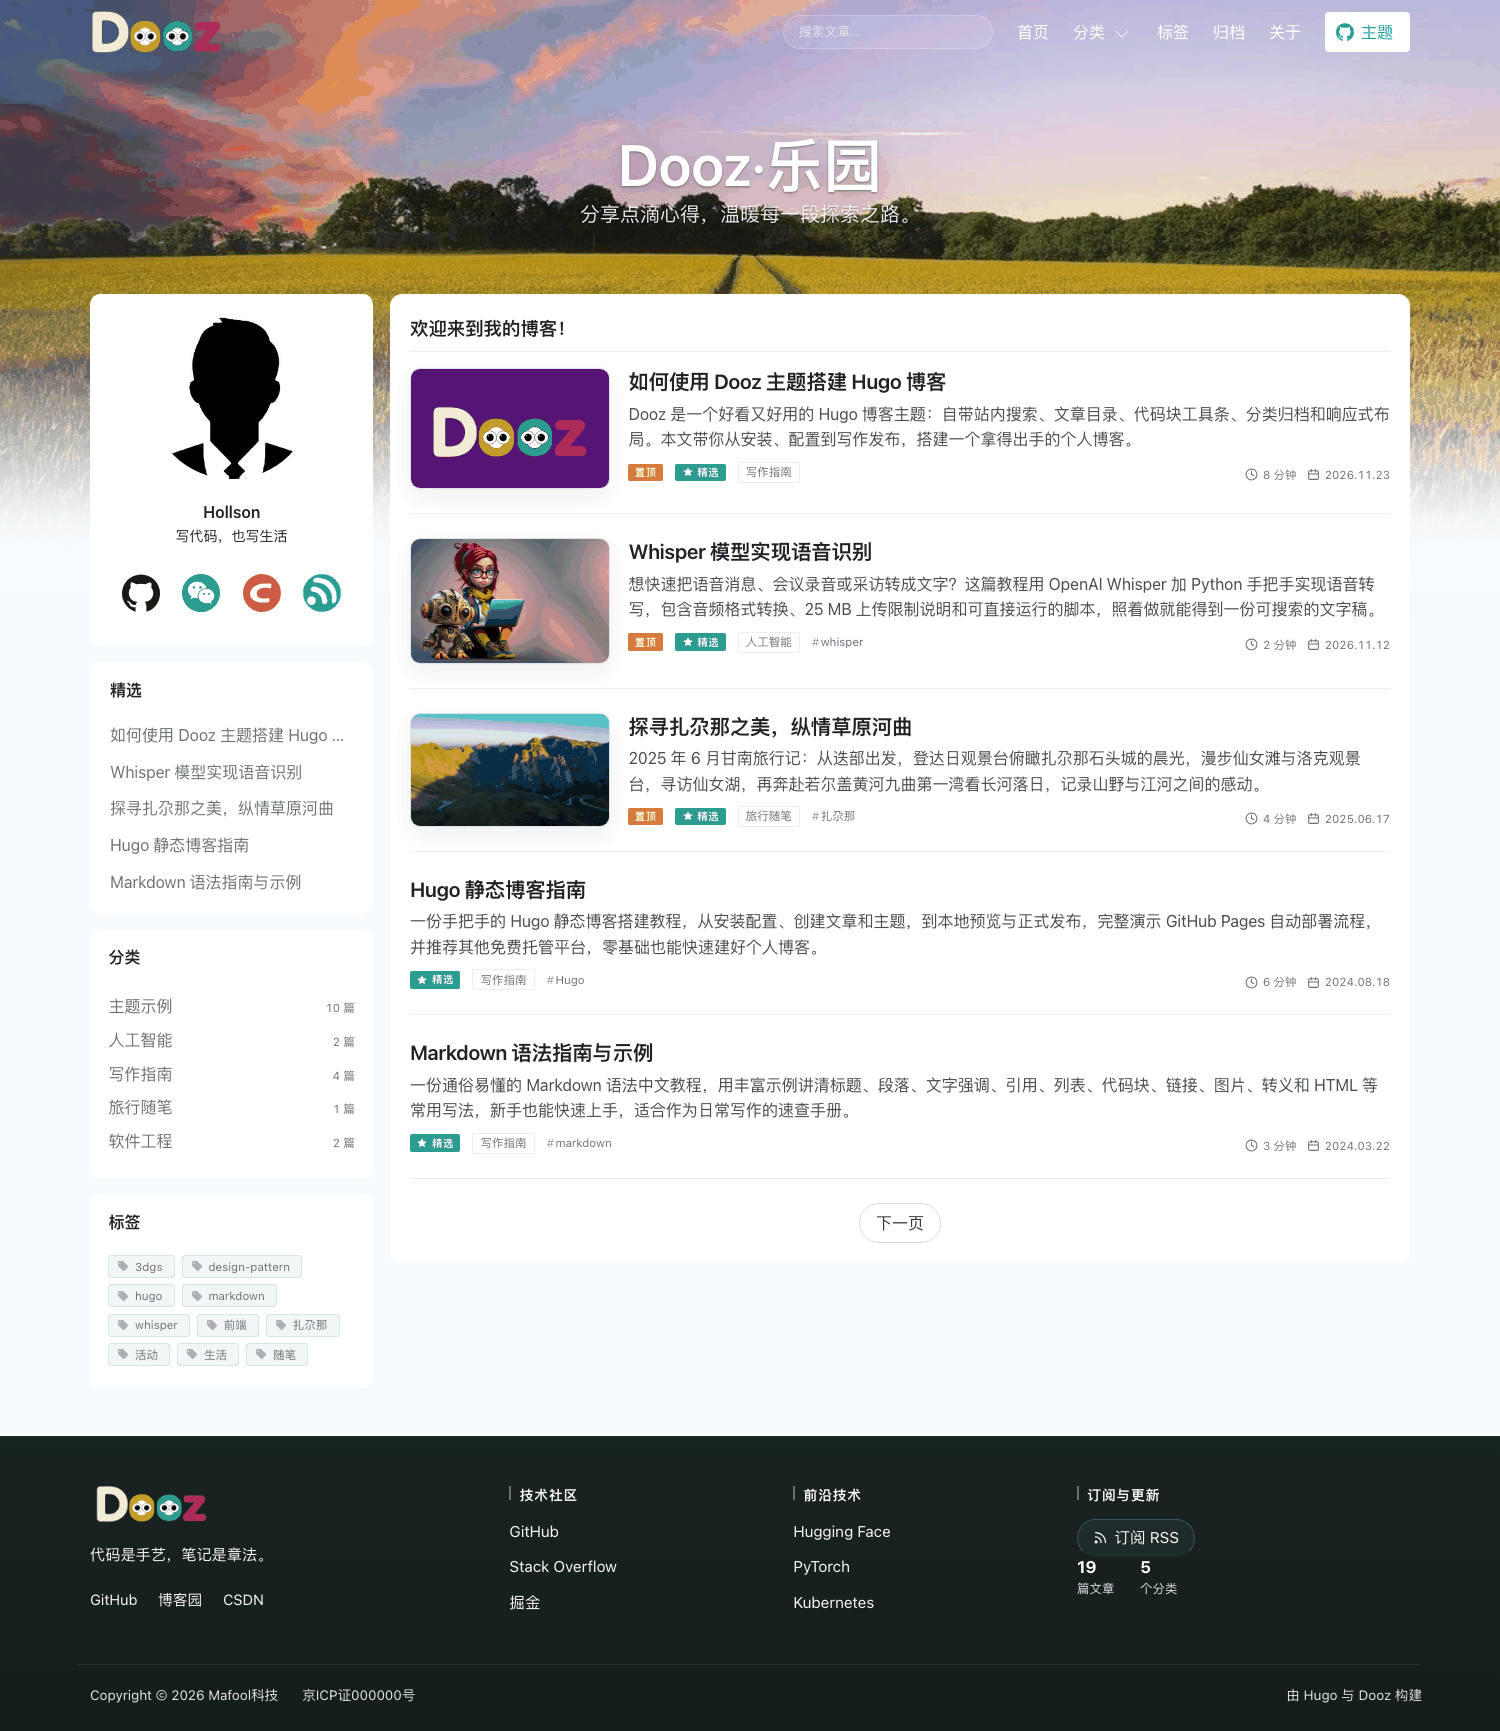 Dooz
搜索文章...
首页
分类
标签
归档
关于
主题
Dooz·乐园
分享点滴心得，温暖每一段探索之路。
Hollson
写代码，也写生活
精选
如何使用 Dooz 主题搭建 Hugo ...
Whisper 模型实现语音识别
探寻扎尕那之美，纵情草原河曲
Hugo 静态博客指南
Markdown 语法指南与示例
分类
主题示例 10 篇
人工智能 2 篇
写作指南 4 篇
旅行随笔 1 篇
软件工程 2 篇
标签
3dgs design-pattern
hugo markdown
whisper 前端 扎尕那
活动 生活 随笔
欢迎来到我的博客！
Dooz
如何使用 Dooz 主题搭建 Hugo 博客
Dooz 是一个好看又好用的 Hugo 博客主题：自带站内搜索、文章目录、代码块工具条、分类归档和响应式布
局。本文带你从安装、配置到写作发布，搭建一个拿得出手的个人博客。
置顶 精选 写作指南 8 分钟 2026.11.23
Whisper 模型实现语音识别
想快速把语音消息、会议录音或采访转成文字？这篇教程用 OpenAI Whisper 加 Python 手把手实现语音转
写，包含音频格式转换、25 MB 上传限制说明和可直接运行的脚本，照着做就能得到一份可搜索的文字稿。
置顶 精选 人工智能 #whisper 2 分钟 2026.11.12
探寻扎尕那之美，纵情草原河曲
2025 年 6 月甘南旅行记：从迭部出发，登达日观景台俯瞰扎尕那石头城的晨光，漫步仙女滩与洛克观景
台，寻访仙女湖，再奔赴若尔盖黄河九曲第一湾看长河落日，记录山野与江河之间的感动。
置顶 精选 旅行随笔 #扎尕那 4 分钟 2025.06.17
Hugo 静态博客指南
一份手把手的 Hugo 静态博客搭建教程，从安装配置、创建文章和主题，到本地预览与正式发布，完整演示 GitHub Pages 自动部署流程，
并推荐其他免费托管平台，零基础也能快速建好个人博客。
精选 写作指南 #Hugo 6 分钟 2024.08.18
Markdown 语法指南与示例
一份通俗易懂的 Markdown 语法中文教程，用丰富示例讲清标题、段落、文字强调、引用、列表、代码块、链接、图片、转义和 HTML 等
常用写法，新手也能快速上手，适合作为日常写作的速查手册。
精选 写作指南 #markdown 3 分钟 2024.03.22
下一页
Dooz
代码是手艺，笔记是章法。
GitHub 博客园 CSDN
技术社区
GitHub
Stack Overflow
掘金
前沿技术
Hugging Face
PyTorch
Kubernetes
订阅与更新
订阅 RSS
19 5
篇文章 个分类
Copyright © 2026 Mafool科技 京ICP证000000号
由 Hugo 与 Dooz 构建